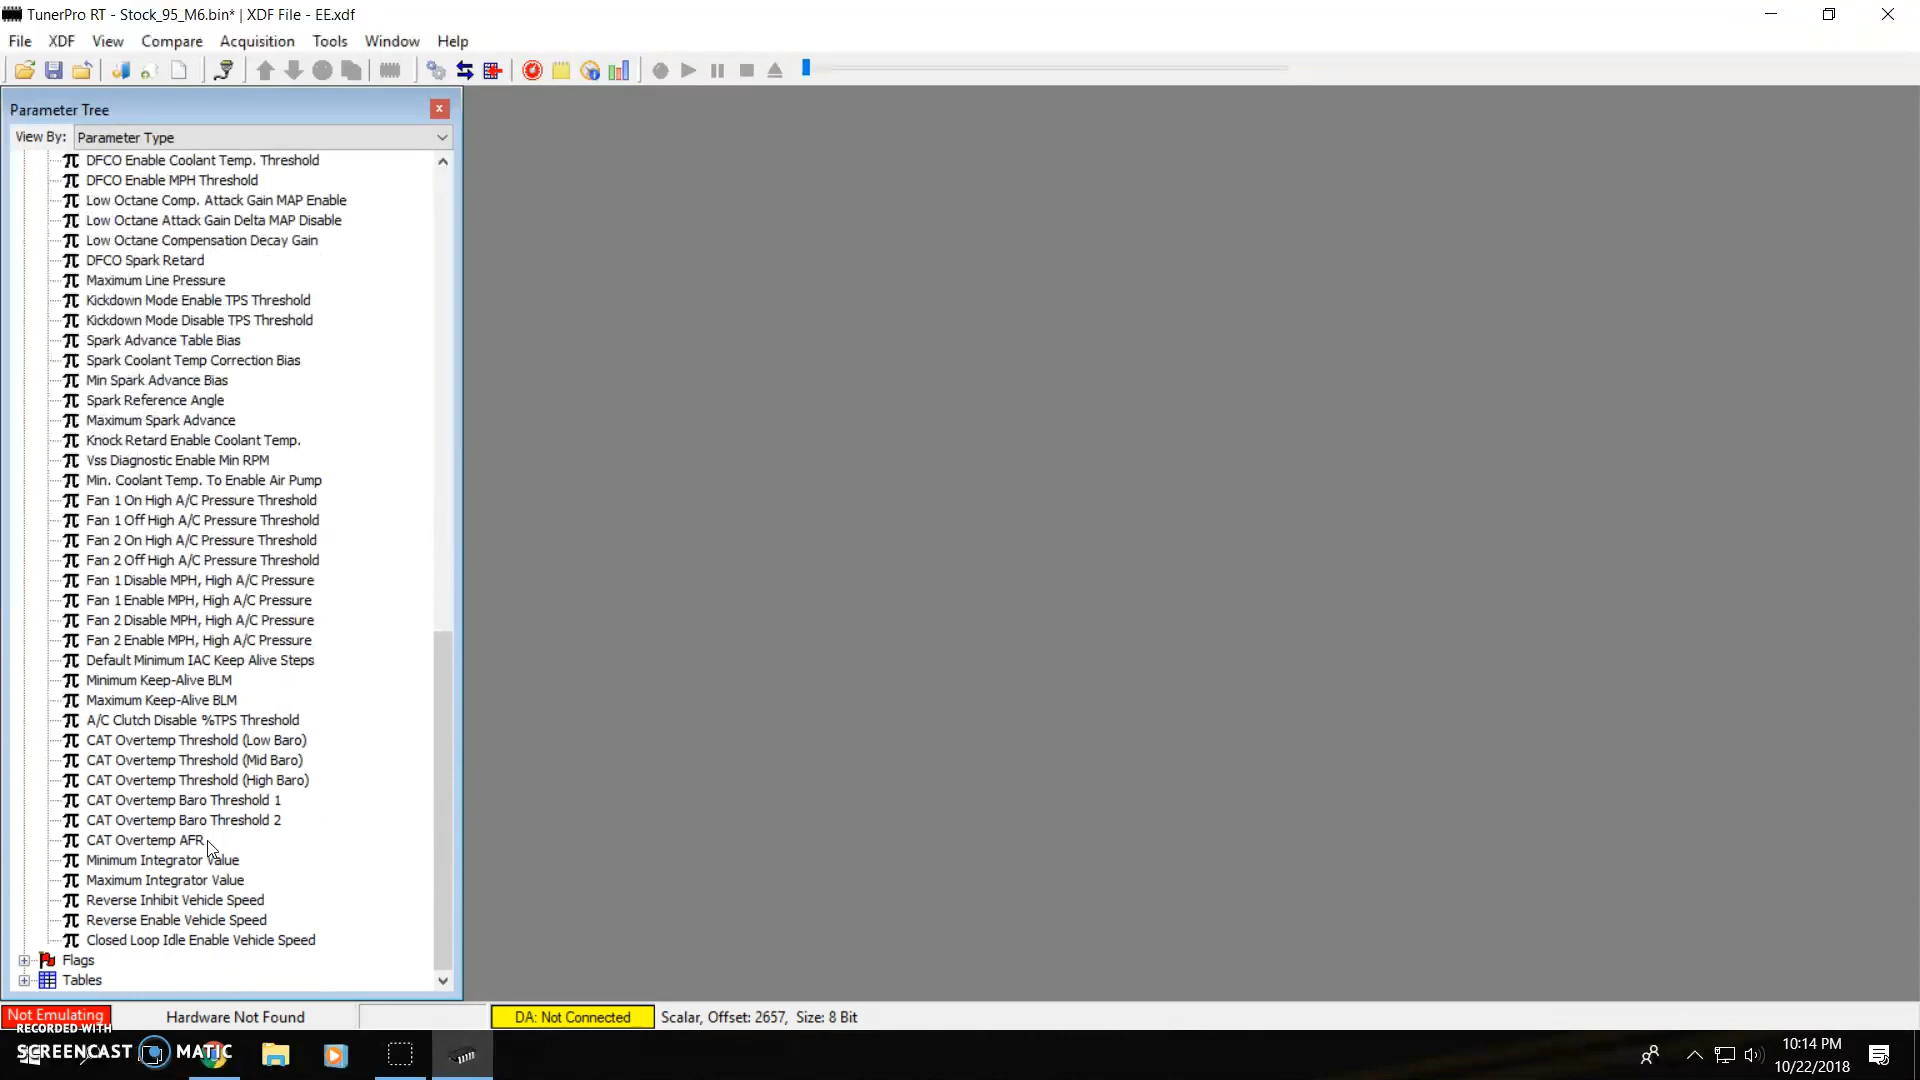 TunerPro RT - Stock_95_M6.bin* | XDF File - EE.xdf
File XDF View Compare Acquisition Tools Window Help
Parameter Tree
View By: Parameter Type
DFCO Enable Coolant Temp. Threshold
DFCO Enable MPH Threshold
Low Octane Comp. Attack Gain MAP Enable
Low Octane Attack Gain Delta MAP Disable
Low Octane Compensation Decay Gain
DFCO Spark Retard
Maximum Line Pressure
Kickdown Mode Enable TPS Threshold
Kickdown Mode Disable TPS Threshold
Spark Advance Table Bias
Spark Coolant Temp Correction Bias
Min Spark Advance Bias
Spark Reference Angle
Maximum Spark Advance
Knock Retard Enable Coolant Temp.
Vss Diagnostic Enable Min RPM
Min. Coolant Temp. To Enable Air Pump
Fan 1 On High A/C Pressure Threshold
Fan 1 Off High A/C Pressure Threshold
Fan 2 On High A/C Pressure Threshold
Fan 2 Off High A/C Pressure Threshold
Fan 1 Disable MPH, High A/C Pressure
Fan 1 Enable MPH, High A/C Pressure
Fan 2 Disable MPH, High A/C Pressure
Fan 2 Enable MPH, High A/C Pressure
Default Minimum IAC Keep Alive Steps
Minimum Keep-Alive BLM
Maximum Keep-Alive BLM
A/C Clutch Disable %TPS Threshold
CAT Overtemp Threshold (Low Baro)
CAT Overtemp Threshold (Mid Baro)
CAT Overtemp Threshold (High Baro)
CAT Overtemp Baro Threshold 1
CAT Overtemp Baro Threshold 2
CAT Overtemp AFR
Minimum Integrator Value
Maximum Integrator Value
Reverse Inhibit Vehicle Speed
Reverse Enable Vehicle Speed
Closed Loop Idle Enable Vehicle Speed
Flags
Tables
Not Emulating Hardware Not Found DA: Not Connected Scalar, Offset: 2657, Size: 8 Bit
RECORDED WITH
SCREENCAST MATIC
10:14 PM
10/22/2018